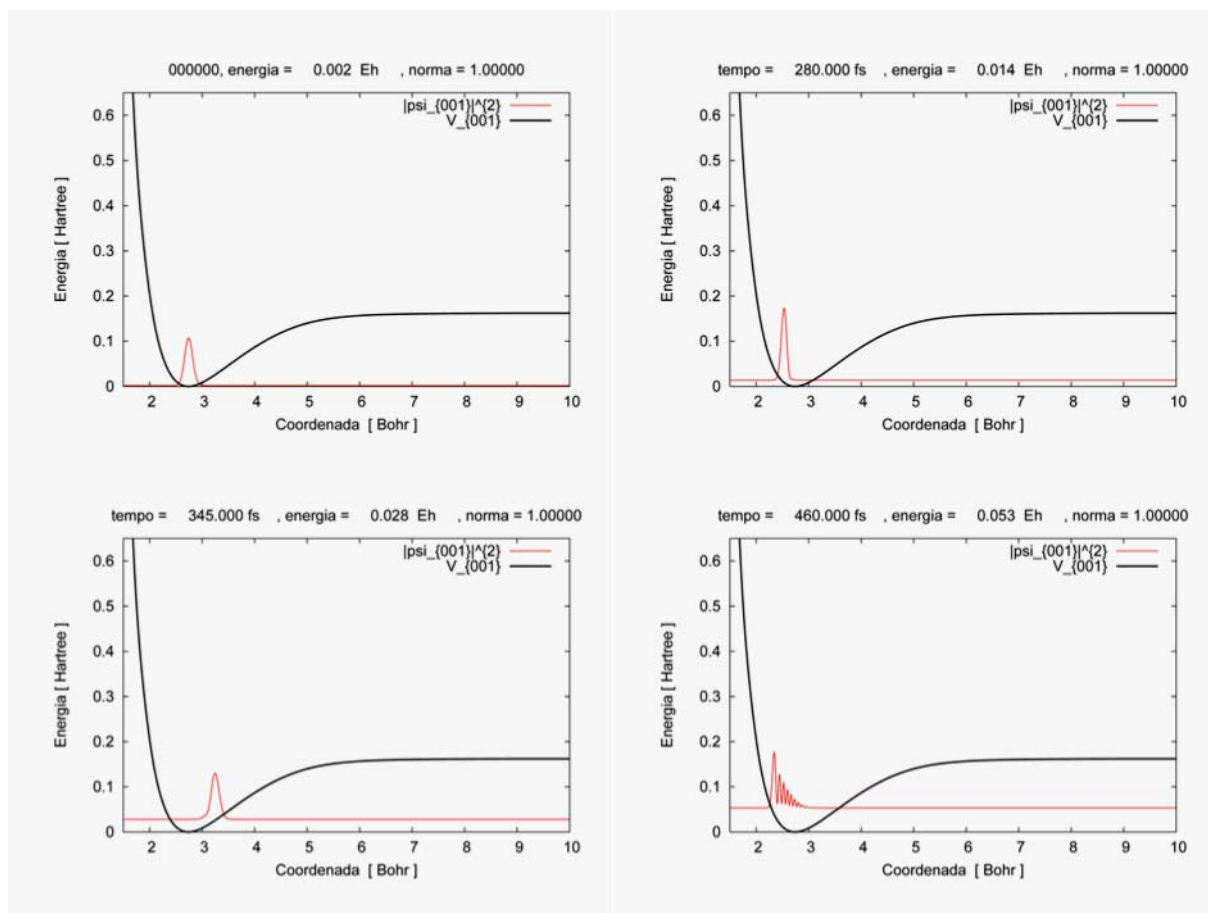 000000, energia = 0.002 Eh , norma = 1.00000
|psi_{001}|^{2}
V_{001}
0.6
0.5
0.4
0.3
0.2
0.1
0
Energia [ Hartree ]
2 3 4 5 6 7 8 9 10
Coordenada [ Bohr ]
tempo = 280.000 fs , energia = 0.014 Eh , norma = 1.00000
|psi_{001}|^{2}
V_{001}
0.6
0.5
0.4
0.3
0.2
0.1
0
Energia [ Hartree ]
2 3 4 5 6 7 8 9 10
Coordenada [ Bohr ]
tempo = 345.000 fs , energia = 0.028 Eh , norma = 1.00000
|psi_{001}|^{2}
V_{001}
0.6
0.5
0.4
0.3
0.2
0.1
0
Energia [ Hartree ]
2 3 4 5 6 7 8 9 10
Coordenada [ Bohr ]
tempo = 460.000 fs , energia = 0.053 Eh , norma = 1.00000
|psi_{001}|^{2}
V_{001}
0.6
0.5
0.4
0.3
0.2
0.1
0
Energia [ Hartree ]
2 3 4 5 6 7 8 9 10
Coordenada [ Bohr ]